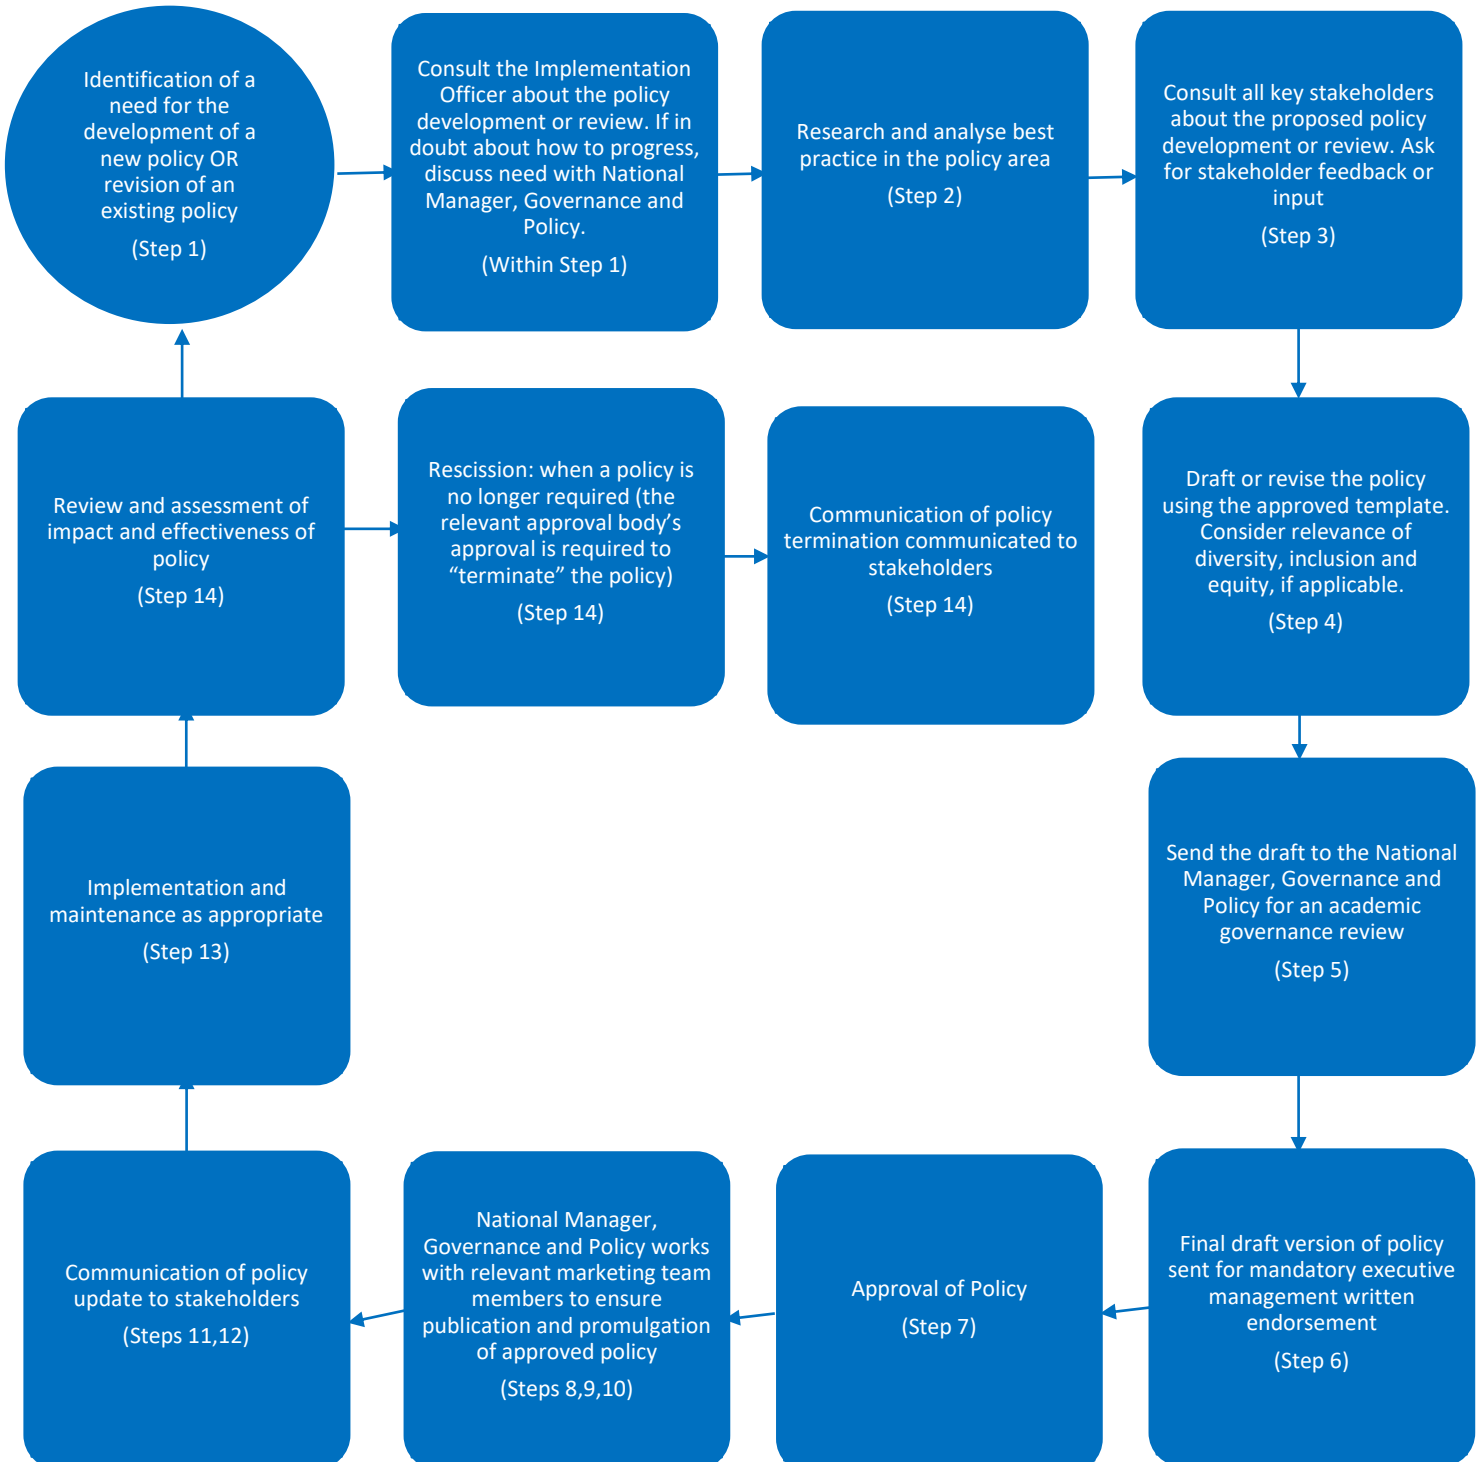 Identification of a
need for the
development of a
new policy OR
revision of an
existing policy
(Step 1)
Consult the Implementation
Officer about the policy
development or review. If in
doubt about how to progress,
discuss need with National
Manager, Governance and
Policy.
(Within Step 1)
Research and analyse best
practice in the policy area
(Step 2)
Consult all key stakeholders
about the proposed policy
development or review. Ask
for stakeholder feedback or
input
(Step 3)
Review and assessment of
impact and effectiveness of
policy
(Step 14)
Rescission: when a policy is
no longer required (the
relevant approval body’s
approval is required to
“terminate” the policy)
(Step 14)
Communication of policy
termination communicated to
stakeholders
(Step 14)
Draft or revise the policy
using the approved template.
Consider relevance of
diversity, inclusion and
equity, if applicable.
(Step 4)
Implementation and
maintenance as appropriate
(Step 13)
Send the draft to the National
Manager, Governance and
Policy for an academic
governance review
(Step 5)
Communication of policy
update to stakeholders
(Steps 11,12)
National Manager,
Governance and Policy works
with relevant marketing team
members to ensure
publication and promulgation
of approved policy
(Steps 8,9,10)
Approval of Policy
(Step 7)
Final draft version of policy
sent for mandatory executive
management written
endorsement
(Step 6)